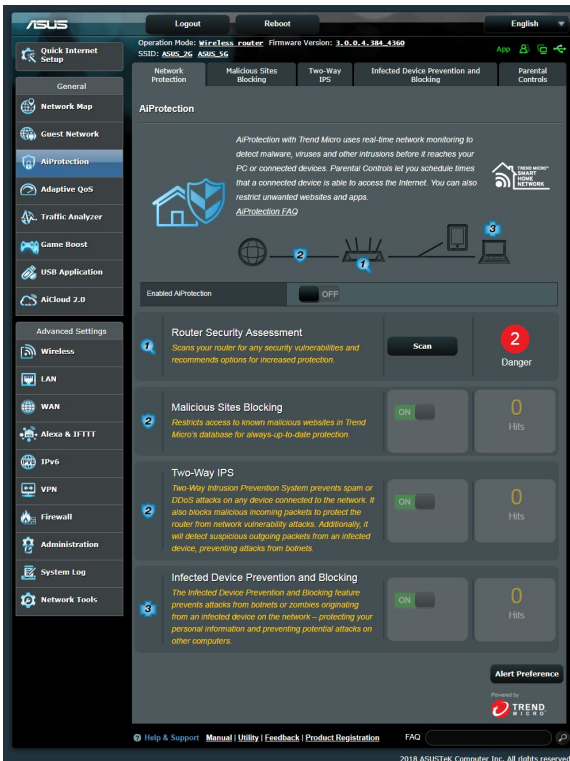 ASUS
Logout
Reboot
English
Quick Internet
Setup
Operation Mode: Wireless router Firmware Version: 3.0.0.4.384_4360
SSID: ASUS_2G ASUS_5G
App
General
Network Map
Guest Network
AiProtection
Adaptive QoS
Traffic Analyzer
Game Boost
USB Application
AiCloud 2.0
Advanced Settings
Wireless
LAN
WAN
Alexa & IFTTT
IPv6
VPN
Firewall
Administration
System Log
Network Tools
Network
Protection
Malicious Sites
Blocking
Two-Way
IPS
Infected Device Prevention and
Blocking
Parental
Controls
AiProtection
AiProtection with Trend Micro uses real-time network monitoring to
detect malware, viruses and other intrusions before it reaches your
PC or connected devices. Parental Controls let you schedule times
that a connected device is able to access the Internet. You can also
restrict unwanted websites and apps.
AiProtection FAQ
TREND MICRO™
SMART
HOME
NETWORK
2
1
3
Enabled AiProtection
OFF
1
Router Security Assessment
Scans your router for any security vulnerabilities and
recommends options for increased protection.
Scan
2
Danger
2
Malicious Sites Blocking
Restricts access to known malicious websites in Trend
Micro's database for always-up-to-
date protection.
ON
0
Hits
2
Two-Way IPS
Two-Way Intrusion Prevention System prevents spam or
DDoS attacks on any device connected to the network. It
also blocks malicious incoming packets to protect the
router from network vulnerability attacks. Additionally, it
will detect suspicious outgoing packets from an infected
device, preventing attacks from botnets.
ON
0
Hits
3
Infected Device Prevention and Blocking
The Infected Device Prevention and Blocking feature
prevents attacks from botnets or zombies originating
from an infected device on the network – protecting your
personal information and preventing potential attacks on
other computers.
ON
0
Hits
Alert Preference
Powered by
TREND
MICRO
Help & Support Manual | Utility | Feedback | Product Registration FAQ
2018 ASUSTeK Computer Inc. All rights reserved